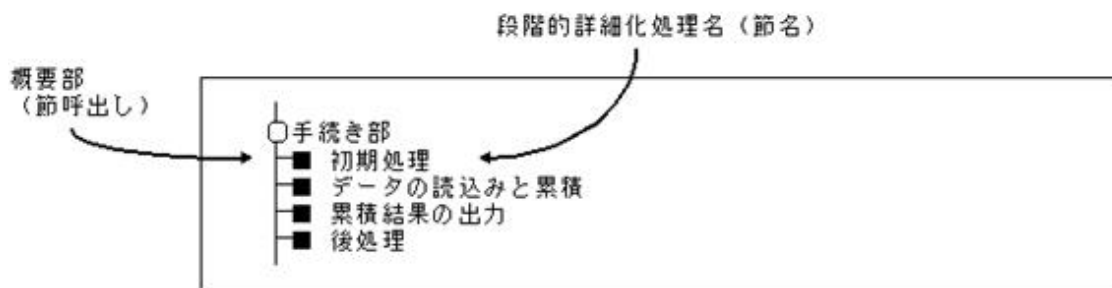 段階的詳細化処理名（節名）
概要部
（節呼出し）
手続き部
初期処理
データの読込みと累積
累積結果の出力
後処理